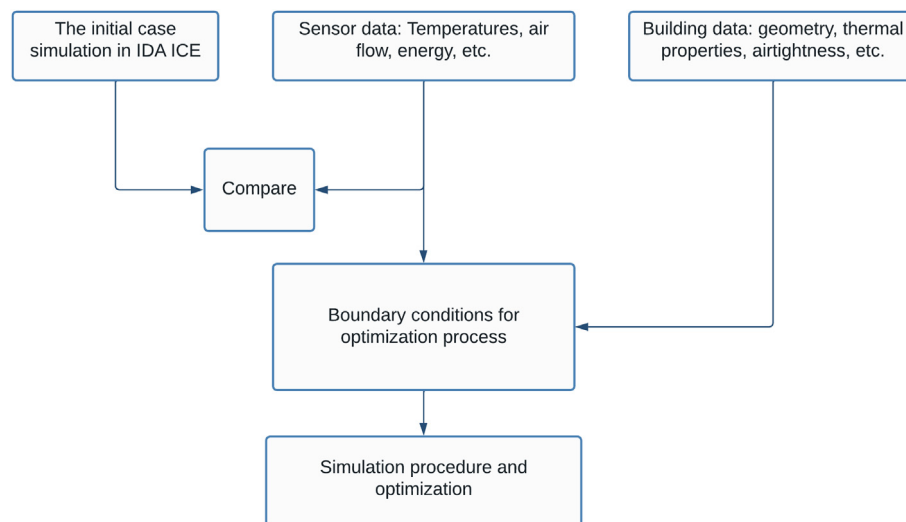 The initial case
simulation in IDA ICE
Sensor data: Temperatures, air
flow, energy, etc.
Building data: geometry, thermal
properties, airtightness, etc.
Compare
Boundary conditions for
optimization process
Simulation procedure and
optimization